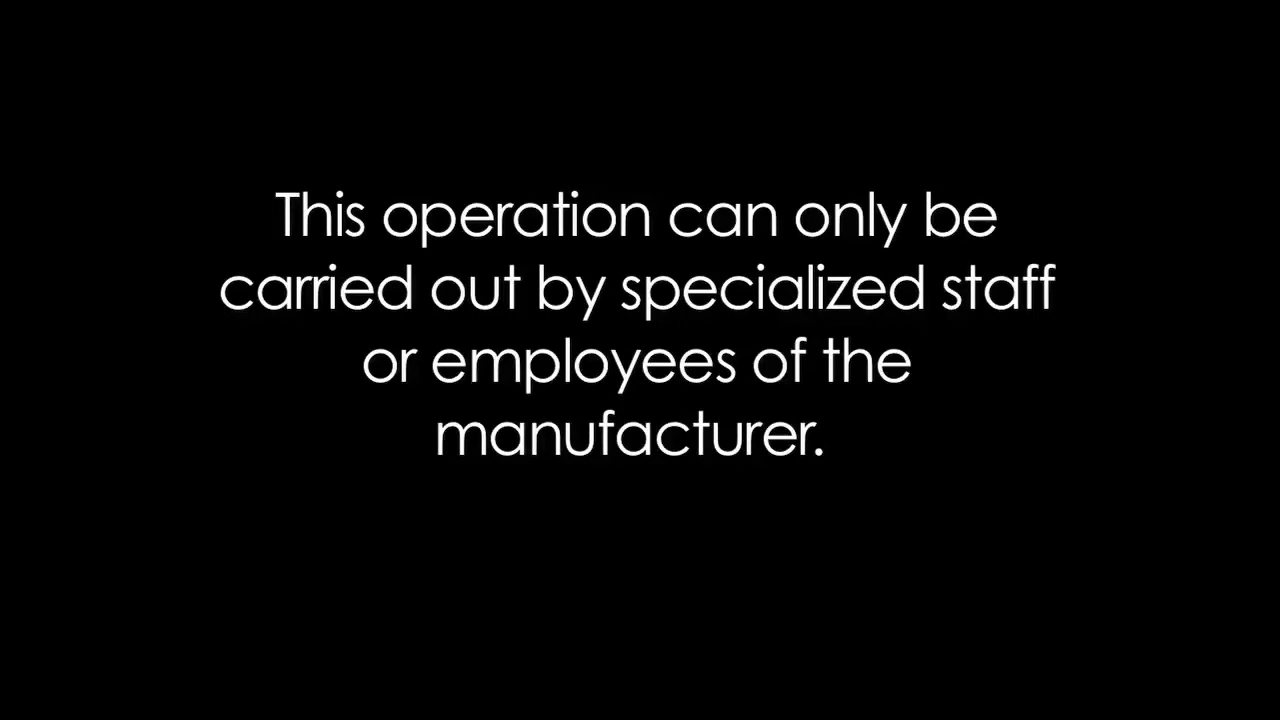 This operation can only be
carried out by specialized staff
or employees of the
manufacturer.